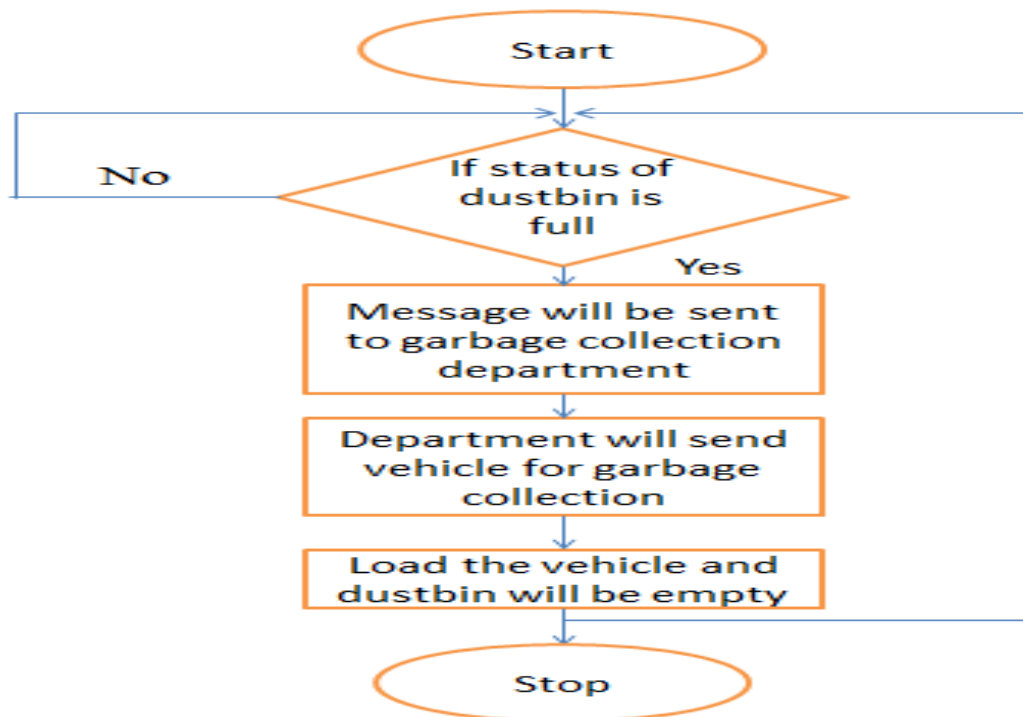 Start
If status of
dustbin is
full
No
Yes
Message will be sent
to garbage collection
department
Department will send
vehicle for garbage
collection
Load the vehicle and
dustbin will be empty
Stop